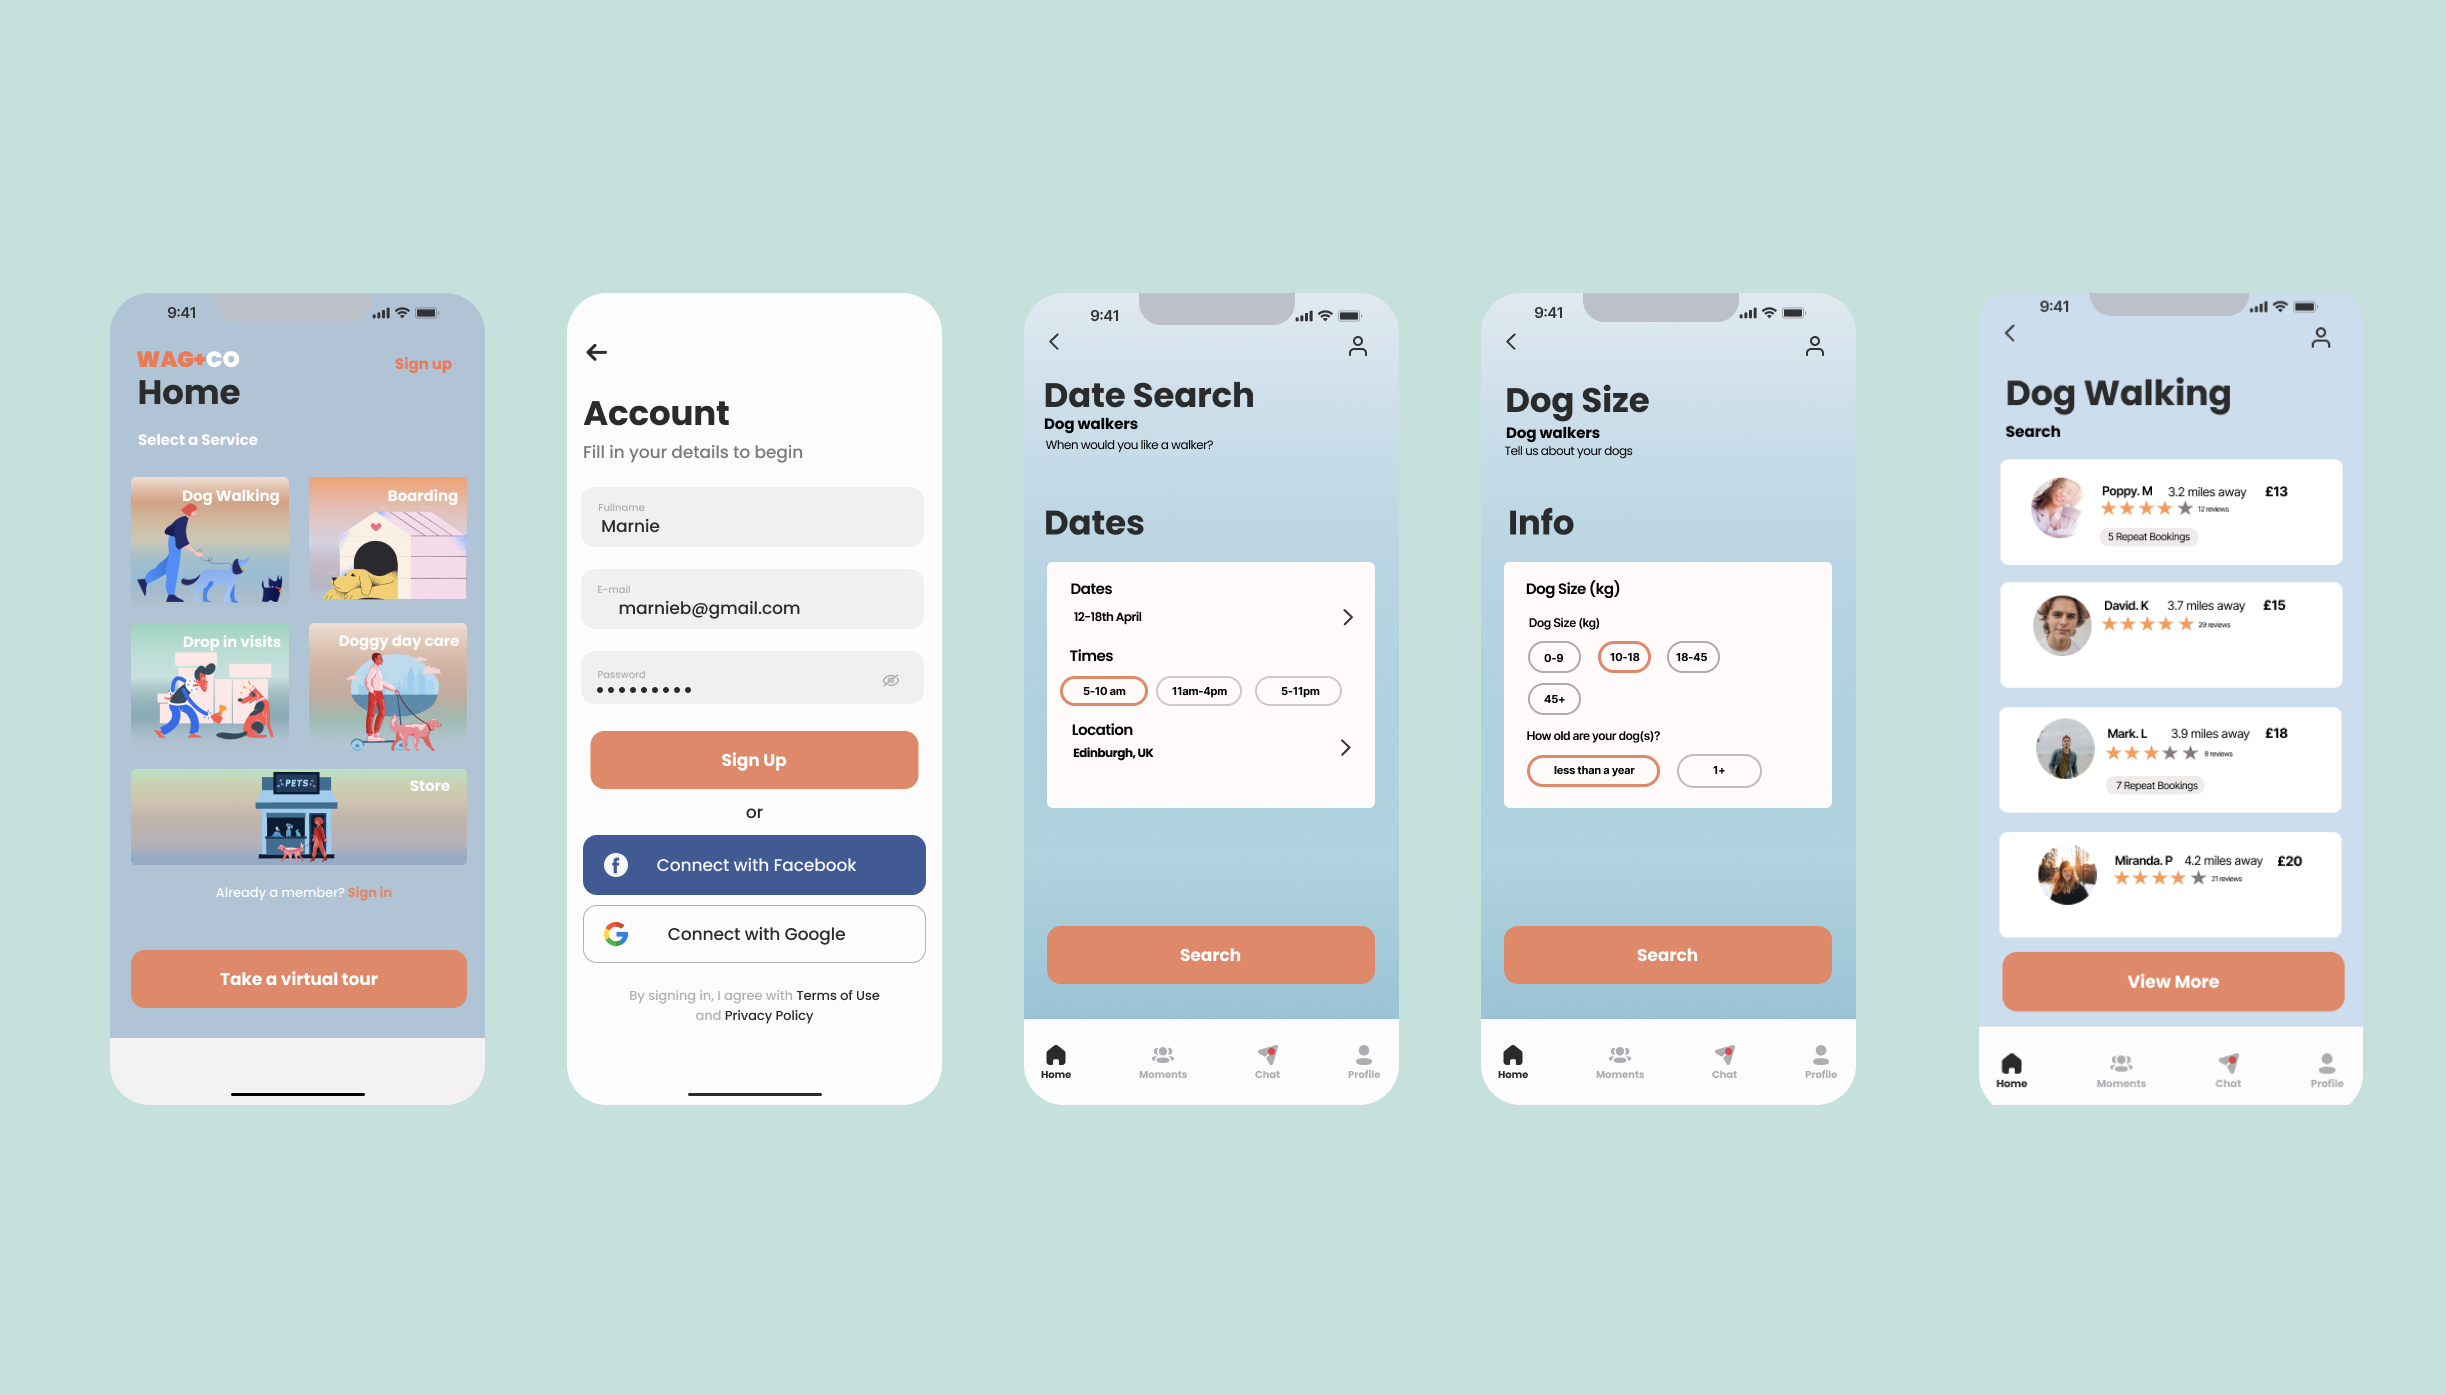 9:41
WAG+CO
Sign up
Home
Select a Service
Dog Walking
Boarding
Drop in visits
Doggy day care
PETS
Store
Already a member? Sign in
Take a virtual tour
Account
Fill in your details to begin
Fullname
Marnie
E-mail
marnieb@gmail.com
Password
Sign Up
or
Connect with Facebook
Connect with Google
By signing in, I agree with Terms of Use
and Privacy Policy
9:41
Date Search
Dog walkers
When would you like a walker?
Dates
Dates
12-18th April
Times
5-10 am
11am-4pm
5-11pm
Location
Edinburgh, UK
Search
Home
Moments
Chat
Profile
9:41
Dog Size
Dog walkers
Tell us about your dogs
Info
Dog Size (kg)
Dog Size (kg)
0-9
10-18
18-45
45+
How old are your dog(s)?
less than a year
1+
Search
Home
Moments
Chat
Profile
9:41
Dog Walking
Search
Poppy. M 3.2 miles away £13
12 reviews
5 Repeat Bookings
David. K 3.7 miles away £15
29 reviews
Mark. L 3.9 miles away £18
8 reviews
7 Repeat Bookings
Miranda. P 4.2 miles away £20
21 reviews
View More
Home
Moments
Chat
Profile